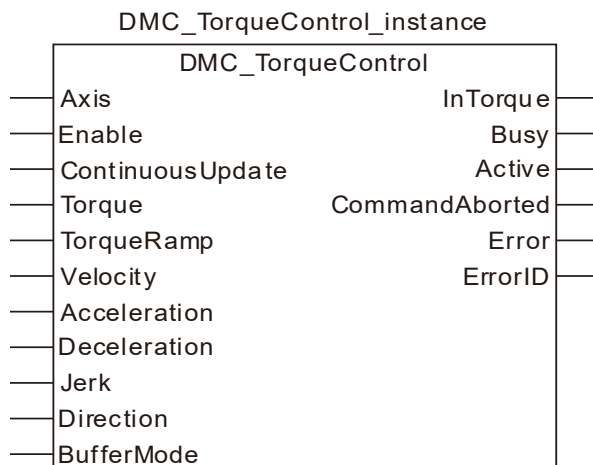 DMC_TorqueControl_instance
DMC_TorqueControl
Axis InTorque
Enable Busy
ContinuousUpdate Active
Torque CommandAborted
TorqueRamp Error
Velocity ErrorID
Acceleration
Deceleration
Jerk
Direction
BufferMode